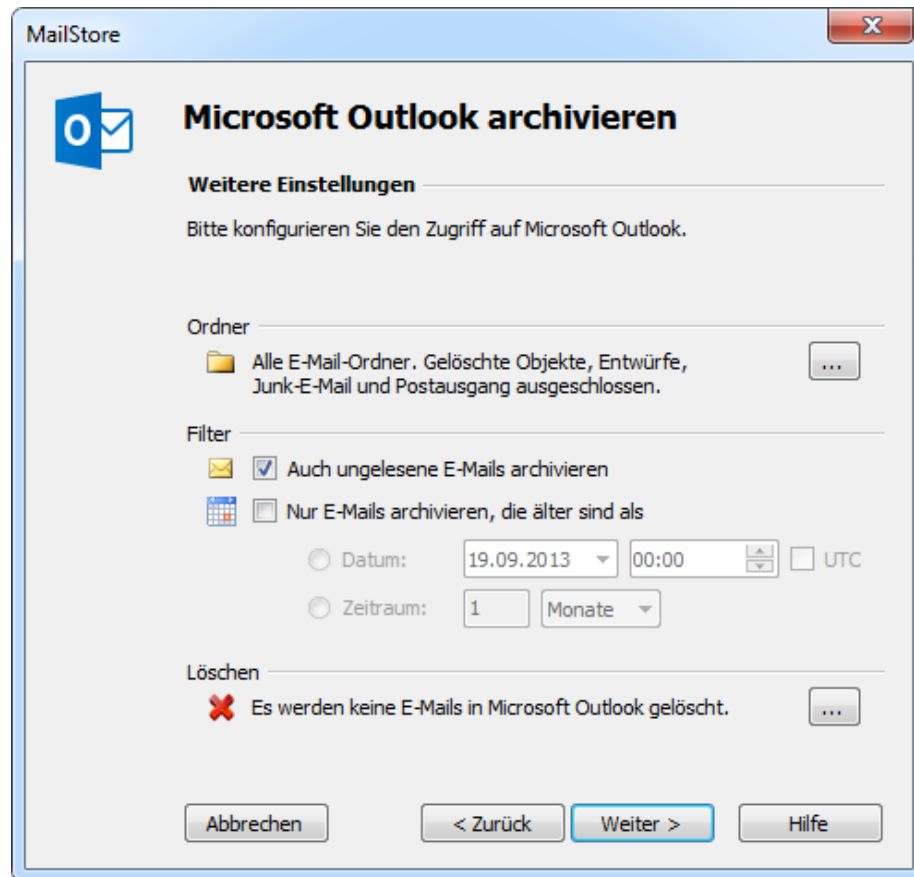 MailStore
Microsoft Outlook archivieren
Weitere Einstellungen
Bitte konfigurieren Sie den Zugriff auf Microsoft Outlook.
Ordner
Alle E-Mail-Ordner. Gelöschte Objekte, Entwürfe,
Junk-E-Mail und Postausgang ausgeschlossen.
...
Filter
Auch ungelesene E-Mails archivieren
Nur E-Mails archivieren, die älter sind als
Datum: 19.09.2013 00:00 UTC
Zeitraum: 1 Monate
Löschen
Es werden keine E-Mails in Microsoft Outlook gelöscht.
...
Abbrechen < Zurück Weiter > Hilfe